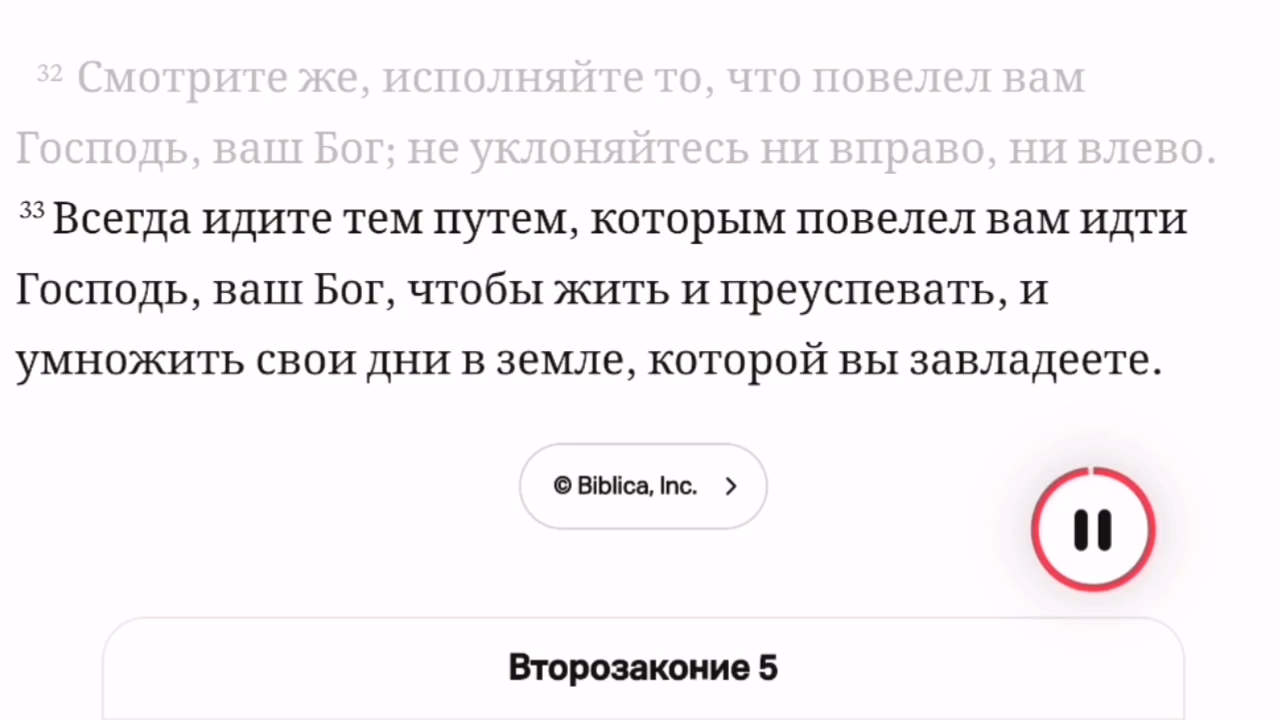 32 Смотрите же, исполняйте то, что повелел вам
Господь, ваш Бог; не уклоняйтесь ни вправо, ни влево.
33 Всегда идите тем путем, которым повелел вам идти
Господь, ваш Бог, чтобы жить и преуспевать, и
умножить свои дни в земле, которой вы завладеете.
© Biblica, Inc.
Второзаконие 5